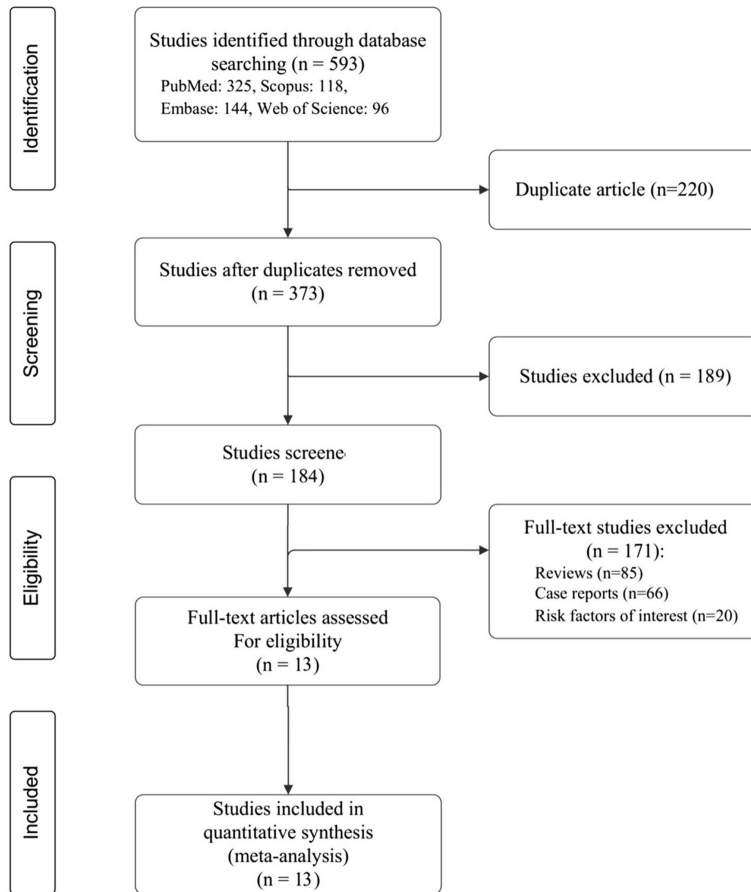 Identification
Studies identified through database
searching (n = 593)
PubMed: 325, Scopus: 118,
Embase: 144, Web of Science: 96
Duplicate article (n=220)
Screening
Studies after duplicates removed
(n = 373)
Studies excluded (n = 189)
Studies screene
(n = 184)
Eligibility
Full-text studies excluded
(n = 171):
Reviews (n=85)
Case reports (n=66)
Risk factors of interest (n=20)
Full-text articles assessed
For eligibility
(n = 13)
Included
Studies included in
quantitative synthesis
(meta-analysis)
(n = 13)